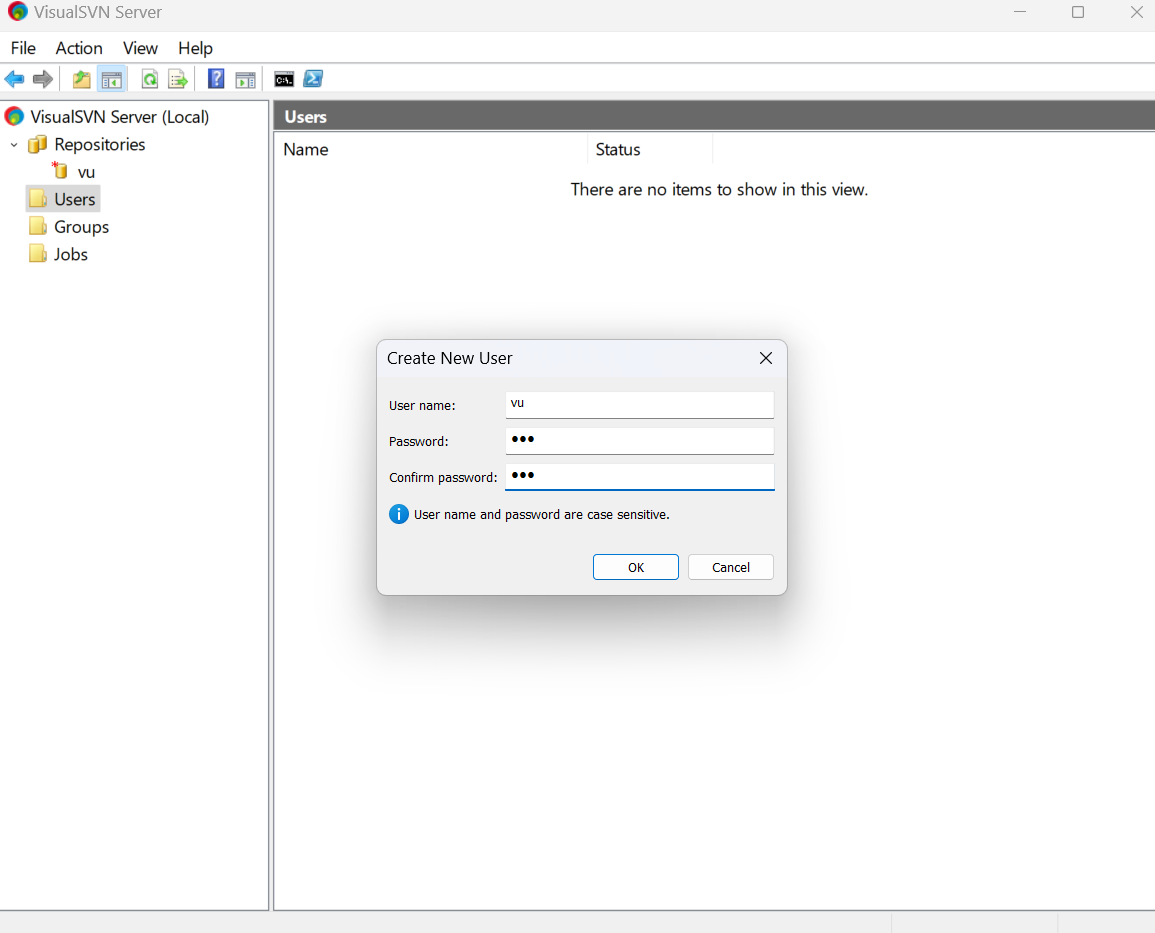 VisualSVN Server
File Action View Help
C:\.
VisualSVN Server (Local)
Repositories
vu
Users
Groups
Jobs
Users
Name Status
There are no items to show in this view.
Create New User
User name: vu
Password: •••
Confirm password: •••
User name and password are case sensitive.
OK Cancel